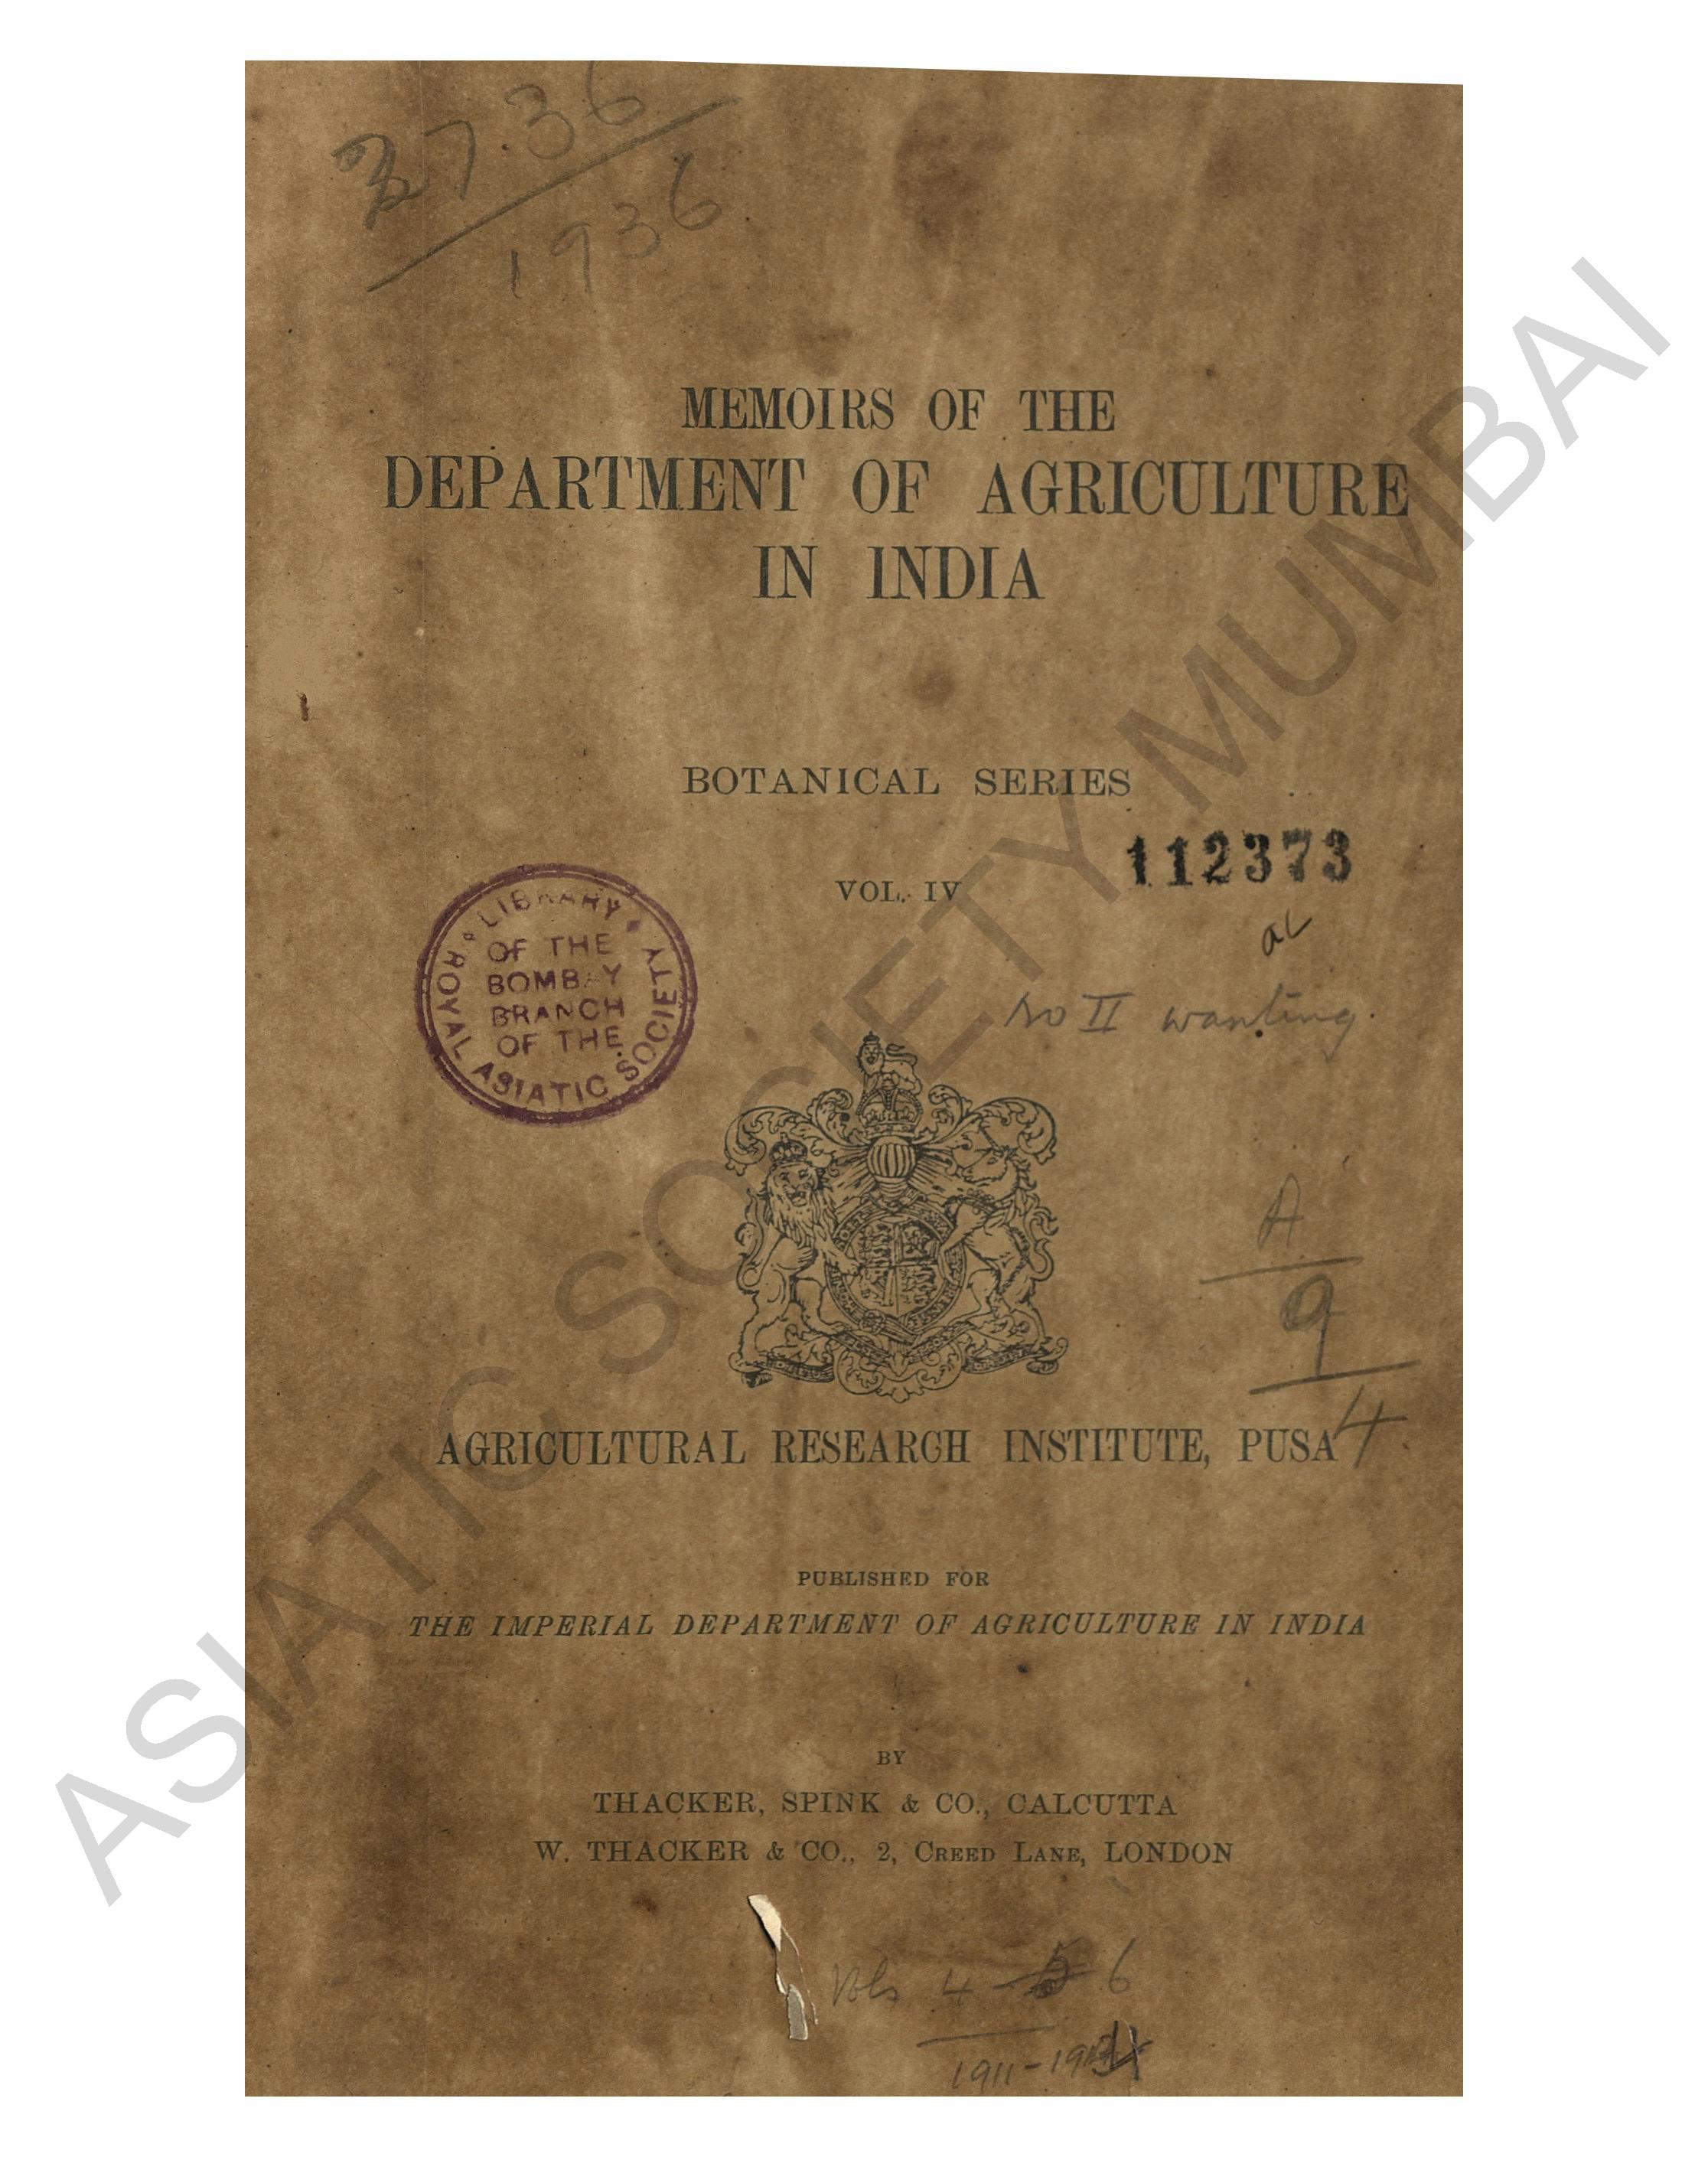 3736
1936
MEMOIRS OF THE
DEPARTMENT OF AGRICULTURE
IN INDIA
BOTANICAL SERIES
VOL. IV
112373
LIBRARY
OF THE
BOMBAY
BRANCH
OF THE
ROYAL ASIATIC SOCIETY
No II wanting.
A
9
4
AGRICULTURAL RESEARCH INSTITUTE, PUSA
PUBLISHED FOR
THE IMPERIAL DEPARTMENT OF AGRICULTURE IN INDIA
BY
THACKER, SPINK & CO., CALCUTTA
W. THACKER & CO., 2, CREED LANE, LONDON
Vols 4 - 6
1911-1914
ASIATIC SOCIETY MUMBAI